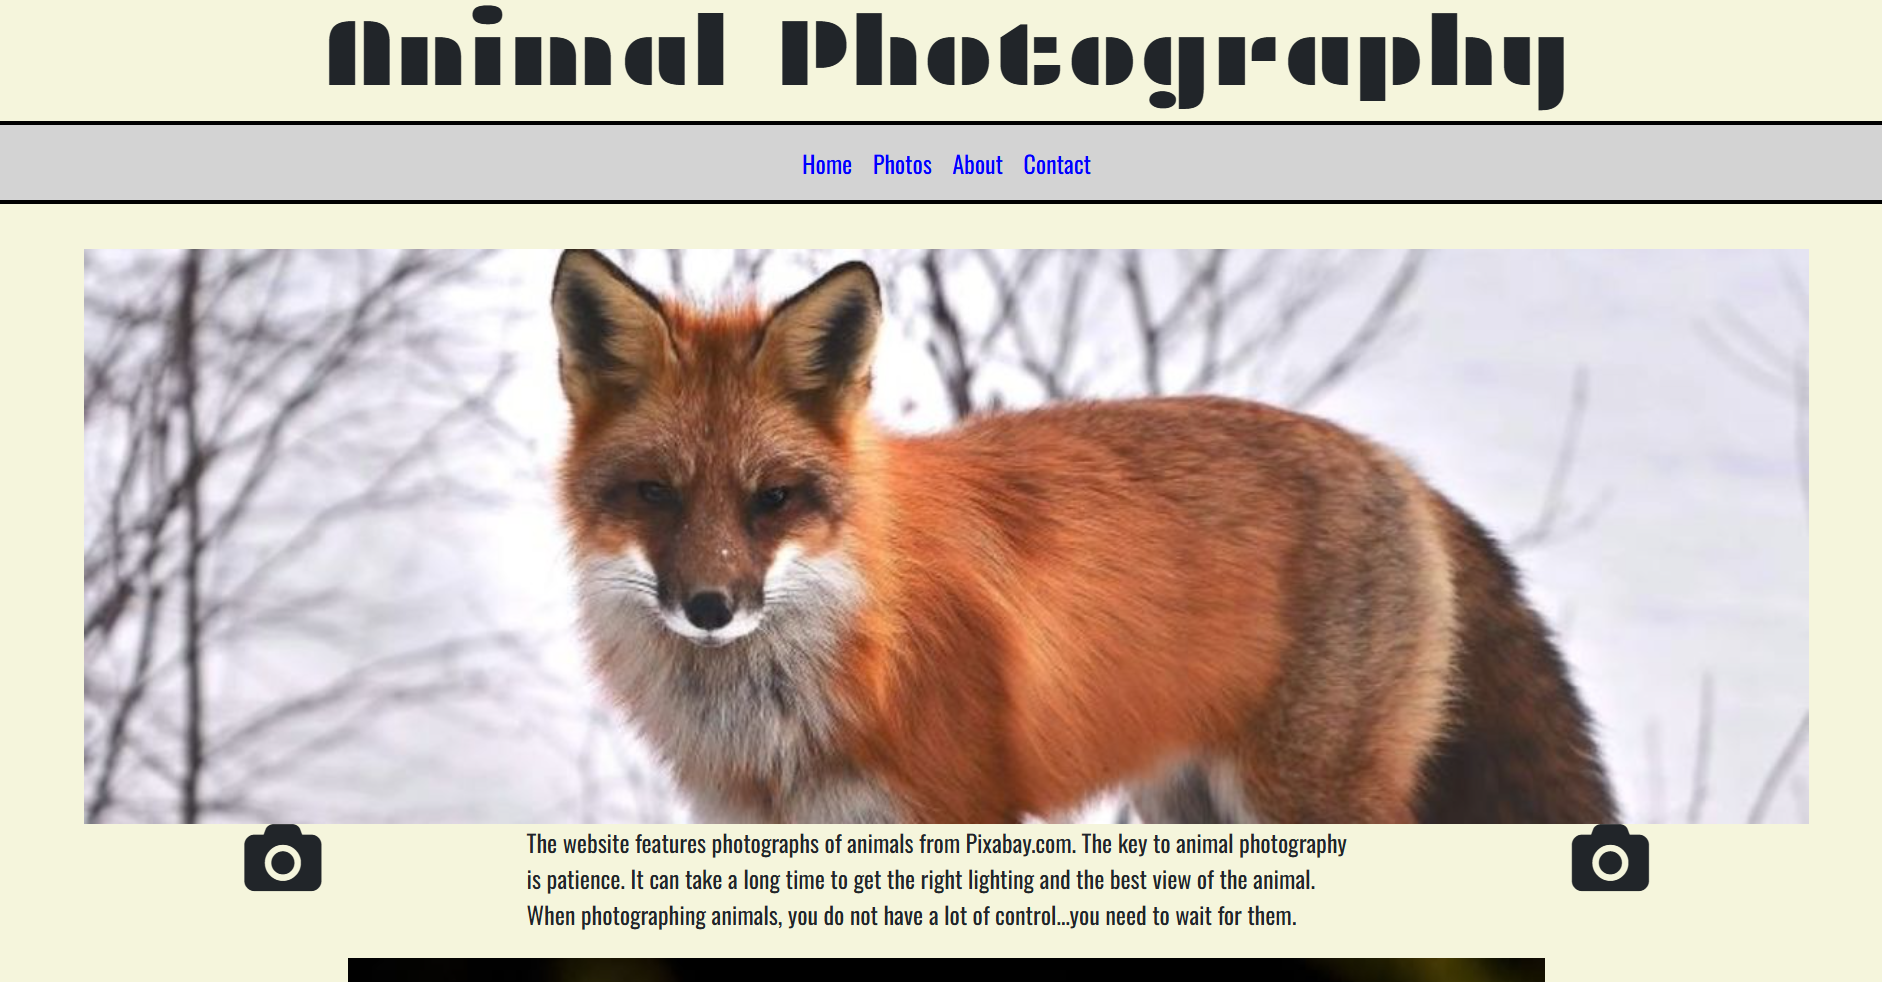 Animal Photography
Home Photos About Contact
The website features photographs of animals from Pixabay.com. The key to animal photography
is patience. It can take a long time to get the right lighting and the best view of the animal.
When photographing animals, you do not have a lot of control...you need to wait for them.